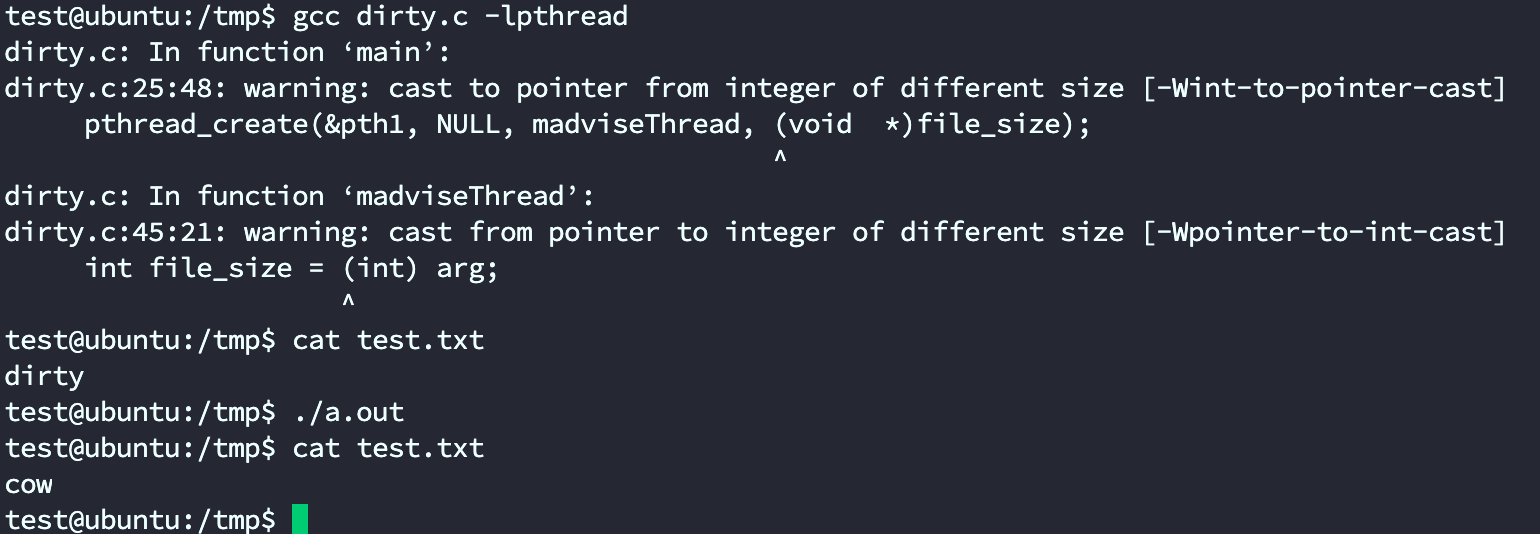 test@ubuntu:/tmp$ gcc dirty.c -lpthread
dirty.c: In function ‘main’:
dirty.c:25:48: warning: cast to pointer from integer of different size [-Wint-to-pointer-cast]
     pthread_create(&pth1, NULL, madviseThread, (void  *)file_size);
                                                ^
dirty.c: In function ‘madviseThread’:
dirty.c:45:21: warning: cast from pointer to integer of different size [-Wpointer-to-int-cast]
     int file_size = (int) arg;
                     ^
test@ubuntu:/tmp$ cat test.txt
dirty
test@ubuntu:/tmp$ ./a.out
test@ubuntu:/tmp$ cat test.txt
cow
test@ubuntu:/tmp$